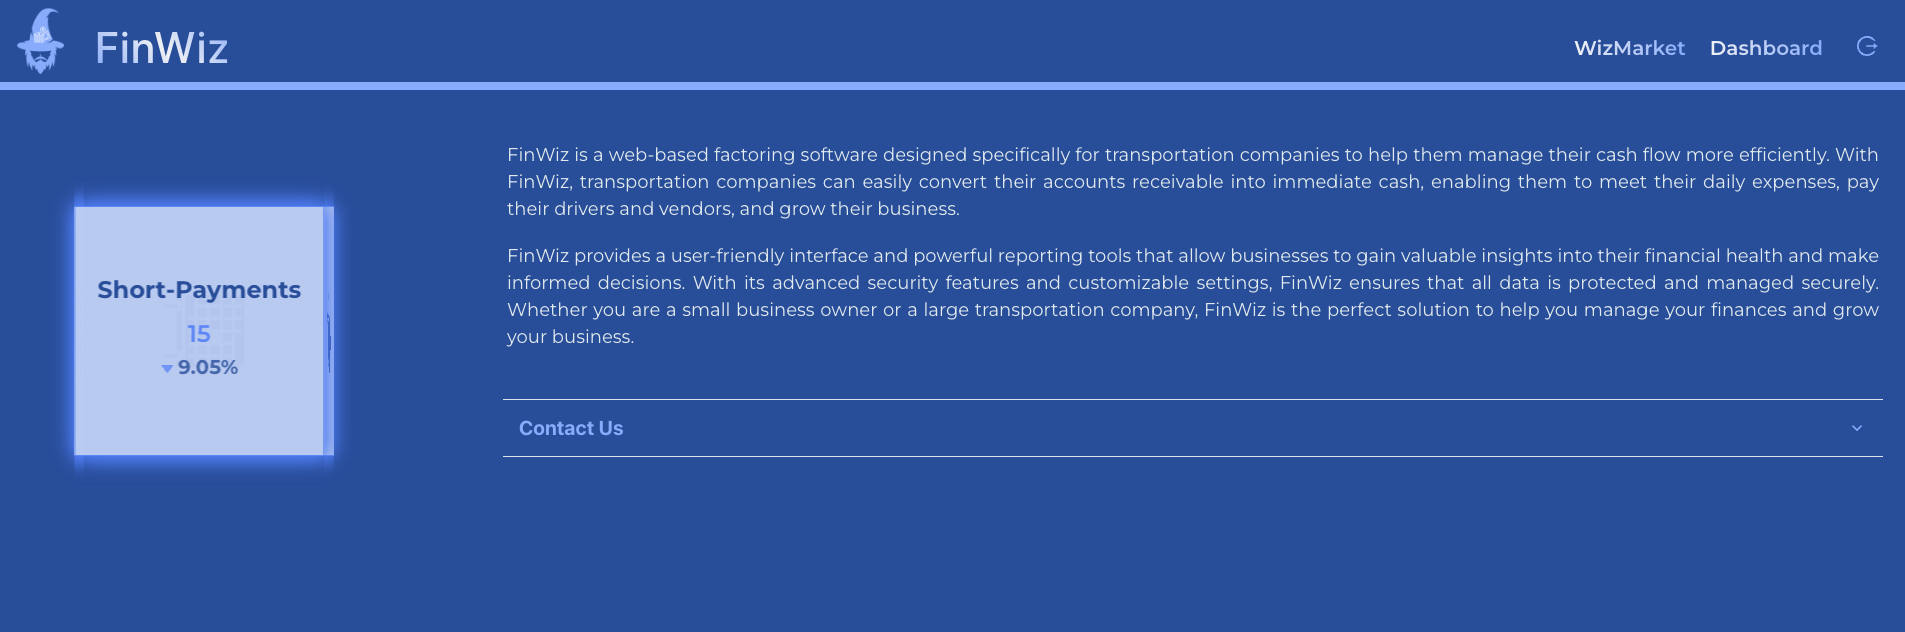 FinWiz
WizMarket
Dashboard
Short-Payments
15
9.05%
FinWiz is a web-based factoring software designed specifically for transportation companies to help them manage their cash flow more efficiently. With
FinWiz, transportation companies can easily convert their accounts receivable into immediate cash, enabling them to meet their daily expenses, pay
their drivers and vendors, and grow their business.
FinWiz provides a user-friendly interface and powerful reporting tools that allow businesses to gain valuable insights into their financial health and make
informed decisions. With its advanced security features and customizable settings, FinWiz ensures that all data is protected and managed securely.
Whether you are a small business owner or a large transportation company, FinWiz is the perfect solution to help you manage your finances and grow
your business.
Contact Us